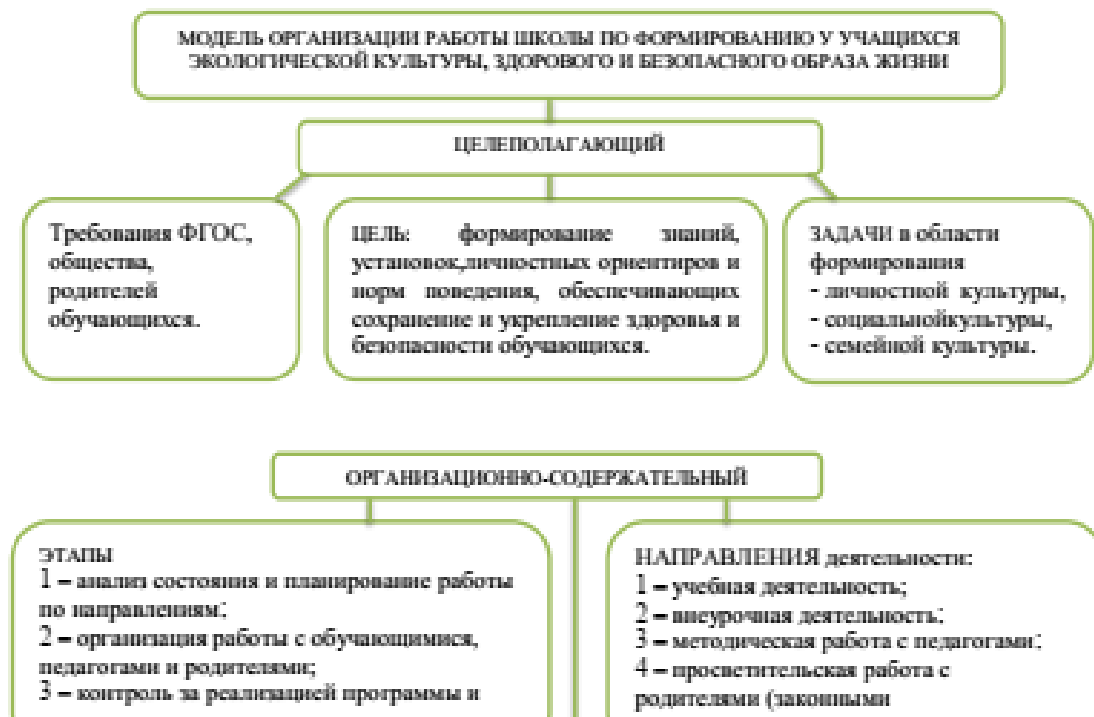 МОДЕЛЬ ОРГАНИЗАЦИИ РАБОТЫ ШКОЛЫ ПО ФОРМИРОВАНИЮ У УЧАЩИХСЯ
ЭКОЛОГИЧЕСКОЙ КУЛЬТУРЫ, ЗДОРОВОГО И БЕЗОПАСНОГО ОБРАЗА ЖИЗНИ
ЦЕЛЕПОЛАГАЮЩИЙ
Требования ФГОС,
общества,
родителей
обучающихся.
ЦЕЛЬ: формирование знаний,
установок,личностных ориентиров и
норм поведения, обеспечивающих
сохранение и укрепление здоровья и
безопасности обучающихся.
ЗАДАЧИ в области
формирования
- личностной культуры,
- социальнойкультуры,
- семейной культуры.
ОРГАНИЗАЦИОННО-СОДЕРЖАТЕЛЬНЫЙ
ЭТАПЫ
1 – анализ состояния и планирование работы
по направлениям;
2 – организация работы с обучающимися,
педагогами и родителями;
3 – контроль за реализацией программы и
НАПРАВЛЕНИЯ деятельности:
1 – учебная деятельность;
2 – внеурочная деятельность;
3 – методическая работа с педагогами;
4 – просветительская работа с
родителями (законными